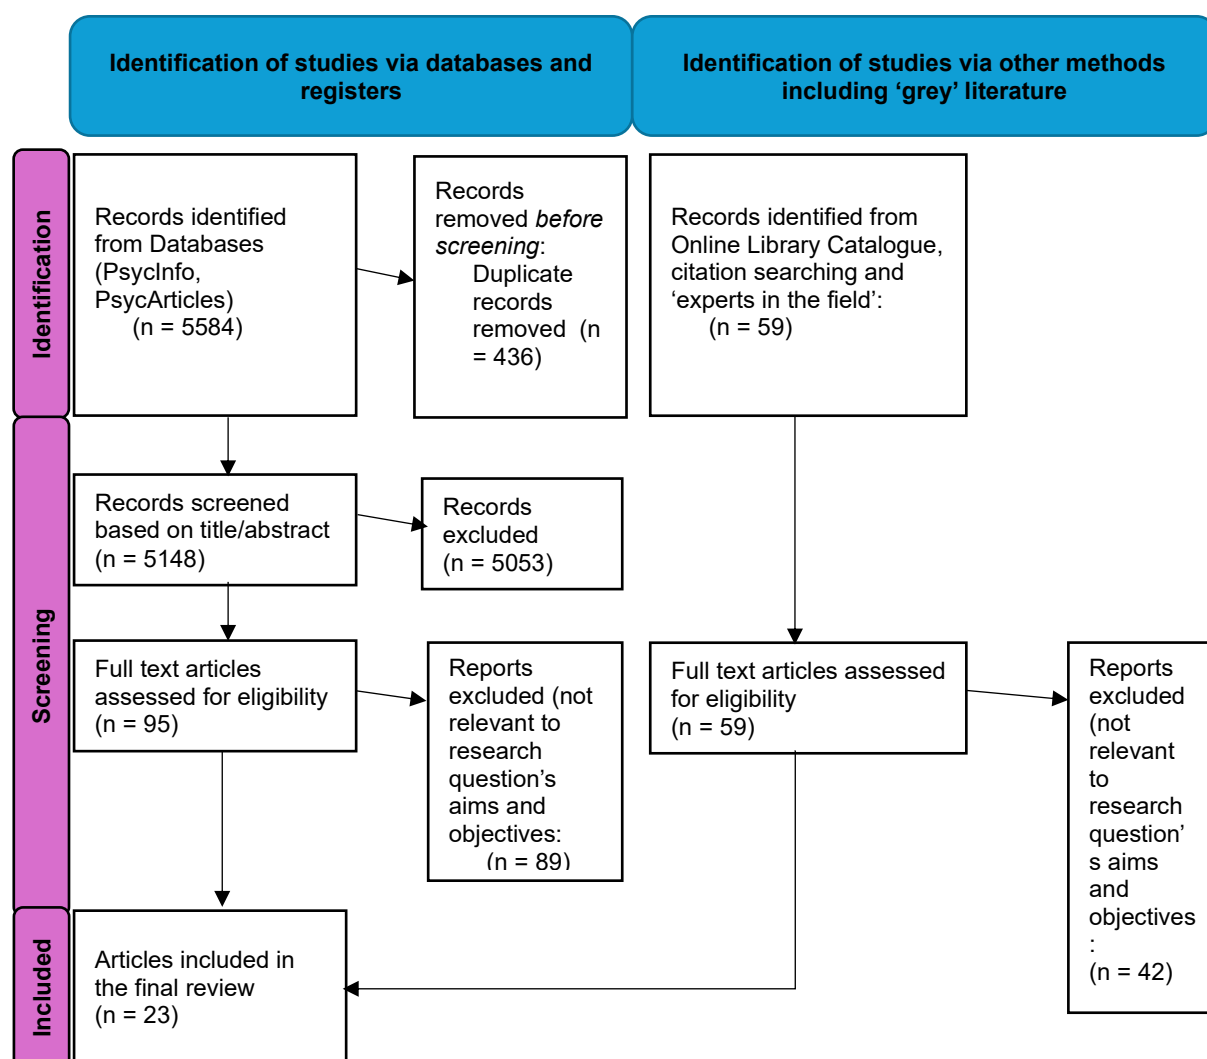 Identification of studies via databases and
registers
Identification of studies via other methods
including ‘grey’ literature
Identification
Records identified
from Databases
(PsycInfo,
PsycArticles)
(n = 5584)
Records
removed before
screening:
Duplicate
records
removed (n
= 436)
Records identified from
Online Library Catalogue,
citation searching and
‘experts in the field’:
(n = 59)
Screening
Records screened
based on title/abstract
(n = 5148)
Records
excluded
(n = 5053)
Full text articles
assessed for eligibility
(n = 95)
Reports
excluded (not
relevant to
research
question’s
aims and
objectives:
(n = 89)
Full text articles assessed
for eligibility
(n = 59)
Reports
excluded
(not
relevant
to
research
question’
s aims
and
objectives
:
(n = 42)
Included
Articles included in
the final review
(n = 23)